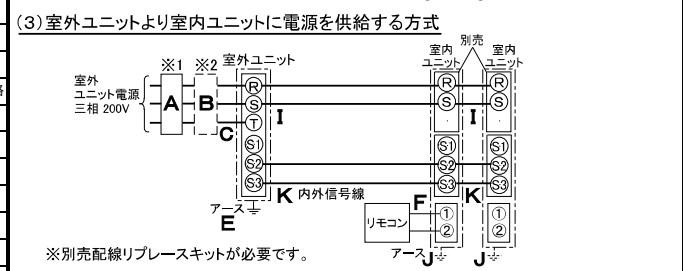 (3)室外ユニットより室内ユニットに電源を供給する方式
※1 ※2 室外ユニット
別売
室内
ユニット
室内
ユニット
室外
ユニット電源
三相 200V
A
B
C
R
S
T
S1
S2
S3
I
K 内外信号線
アース
E
R
S
S1
S2
S3
①
②
R
S
S1
S2
S3
①
②
I
K
F
リモコン
アース
J
J
※別売配線リプレースキットが必要です。